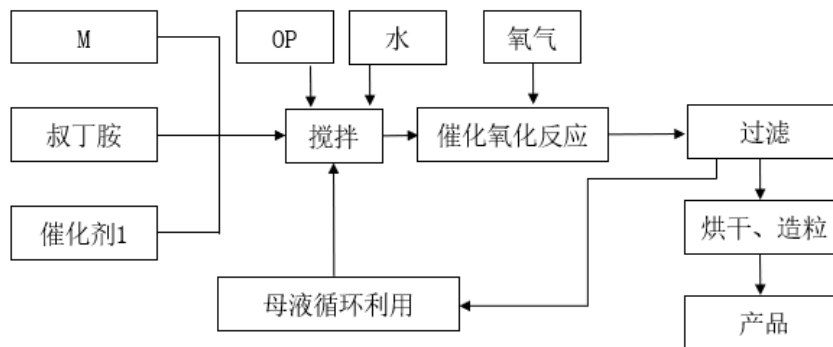 M
OP
水
氧气
叔丁胺
搅拌
催化氧化反应
过滤
催化剂1
烘干、造粒
母液循环利用
产品